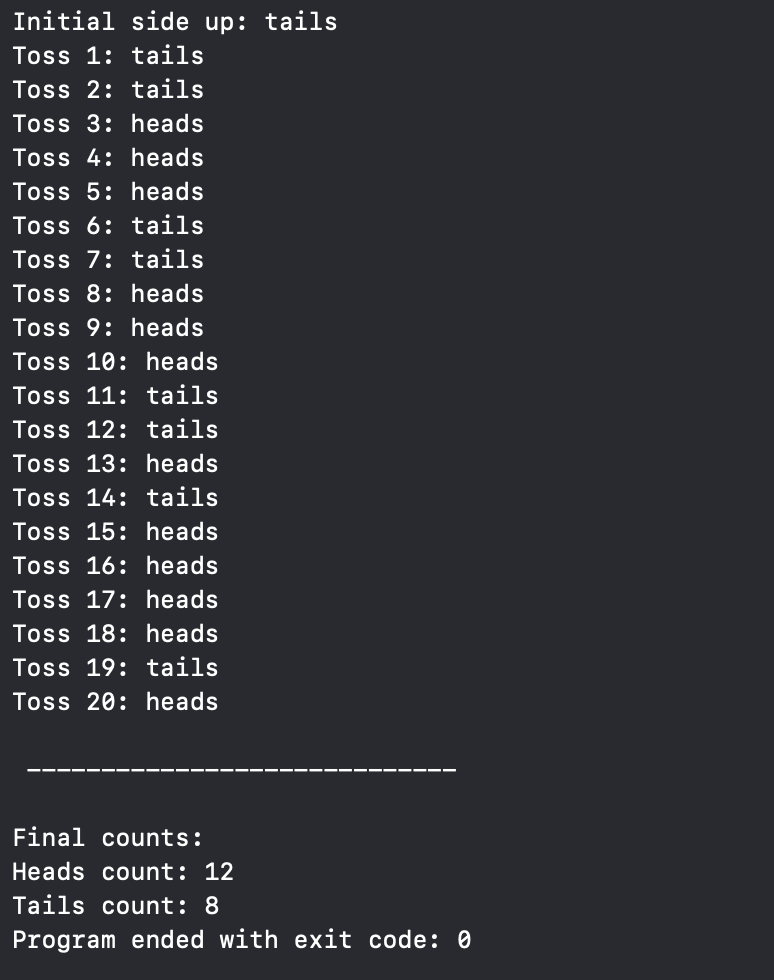 Initial side up: tails
Toss 1: tails
Toss 2: tails
Toss 3: heads
Toss 4: heads
Toss 5: heads
Toss 6: tails
Toss 7: tails
Toss 8: heads
Toss 9: heads
Toss 10: heads
Toss 11: tails
Toss 12: tails
Toss 13: heads
Toss 14: tails
Toss 15: heads
Toss 16: heads
Toss 17: heads
Toss 18: heads
Toss 19: tails
Toss 20: heads
-----------------------------
Final counts:
Heads count: 12
Tails count: 8
Program ended with exit code: 0